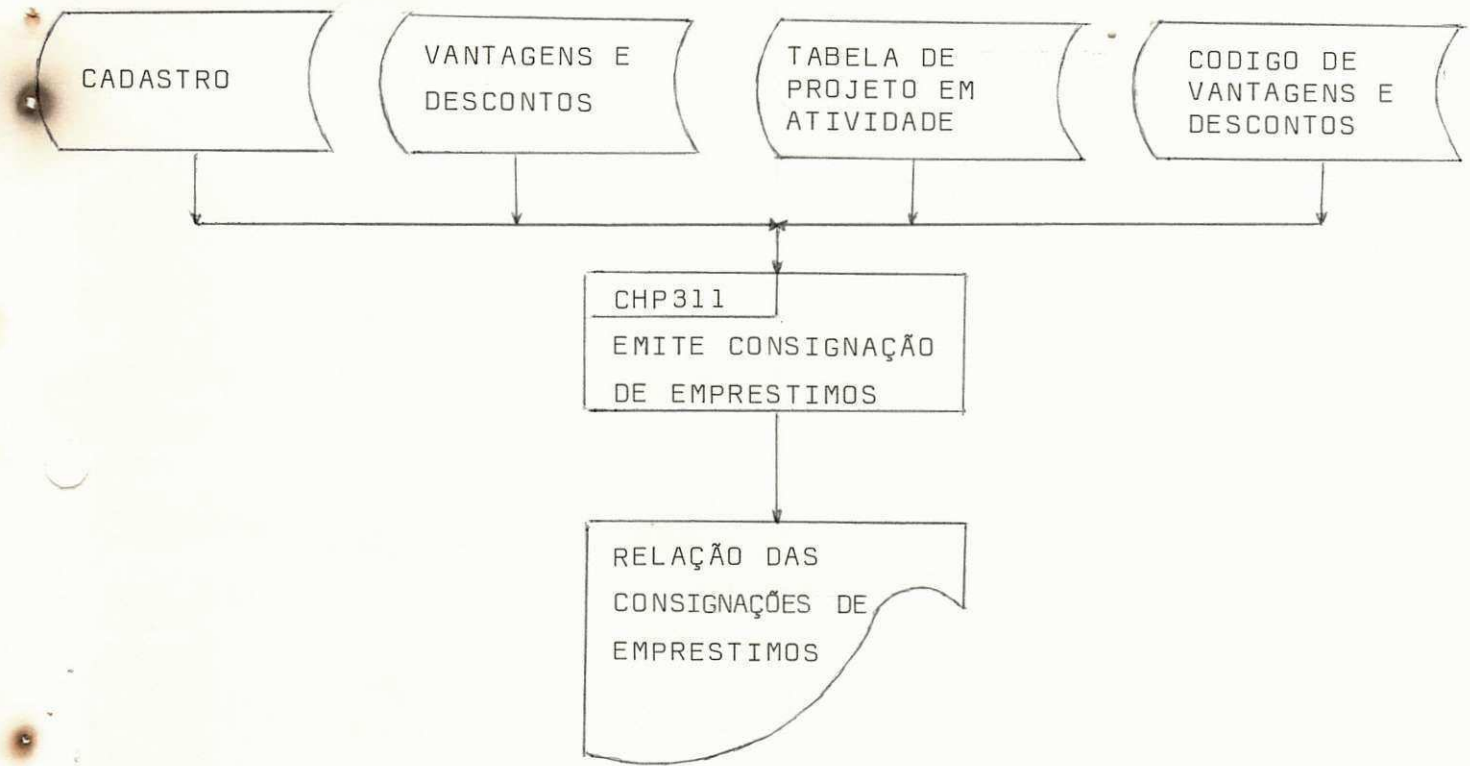 CADASTRO
VANTAGENS E
DESCONTOS
TABELA DE
PROJETO EM
ATIVIDADE
CODIGO DE
VANTAGENS E
DESCONTOS
CHP311
EMITE CONSIGNAÇÃO
DE EMPRESTIMOS
RELAÇÃO DAS
CONSIGNAÇÕES DE
EMPRESTIMOS